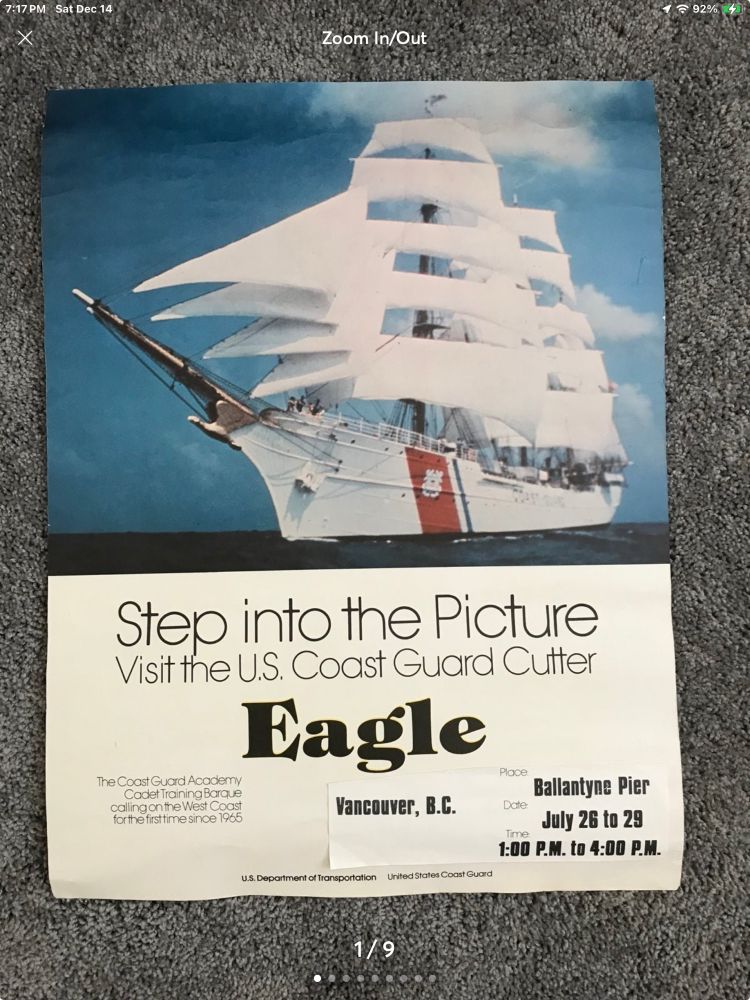 7:17 PM Sat Dec 14
92%
Zoom In/Out
COAST GUARD
Step into the Picture
Visit the U.S. Coast Guard Cutter
Eagle
The Coast Guard Academy
Cadet Training Barque
calling on the West Coast
for the first time since 1965
Vancouver, B.C.
Place:
Ballantyne Pier
Date:
July 26 to 29
Time:
1:00 P.M. to 4:00 P.M.
U.S. Department of Transportation United States Coast Guard
1/9